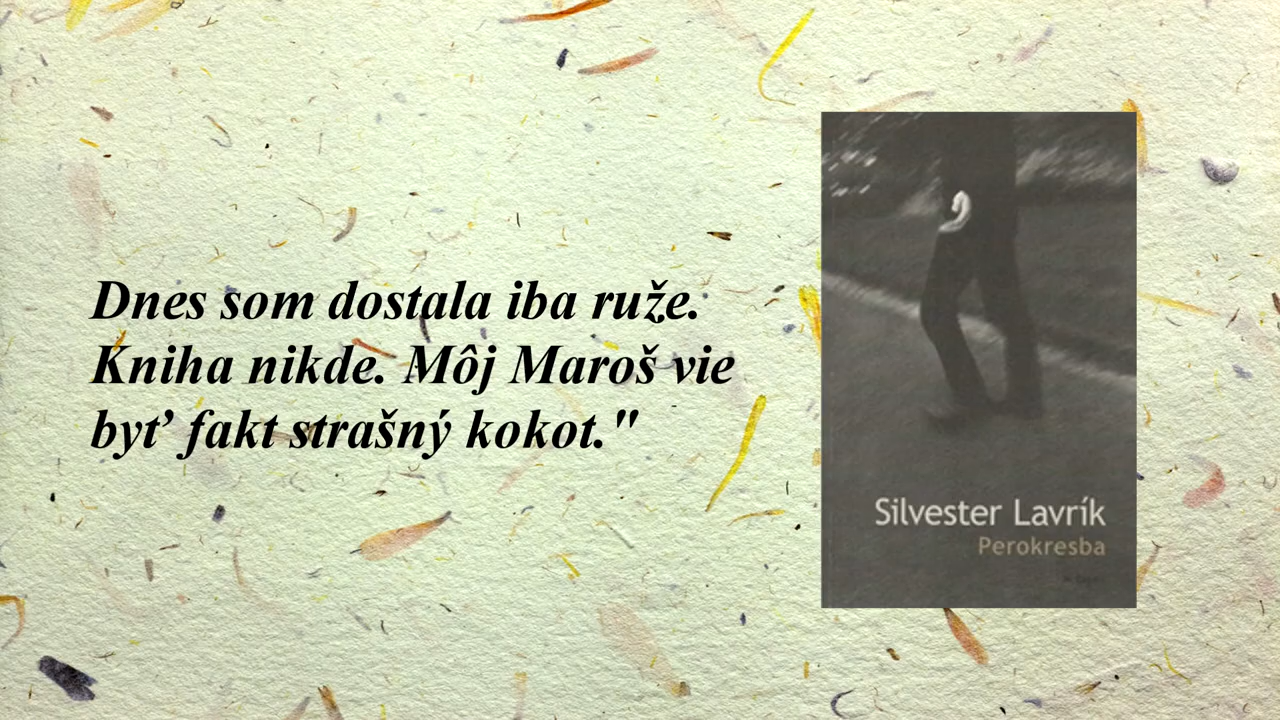 Dnes som dostala iba ruže.
Kniha nikde. Môj Maroš vie
byť fakt strašný kokot."
Silvester Lavrík
Perokresba